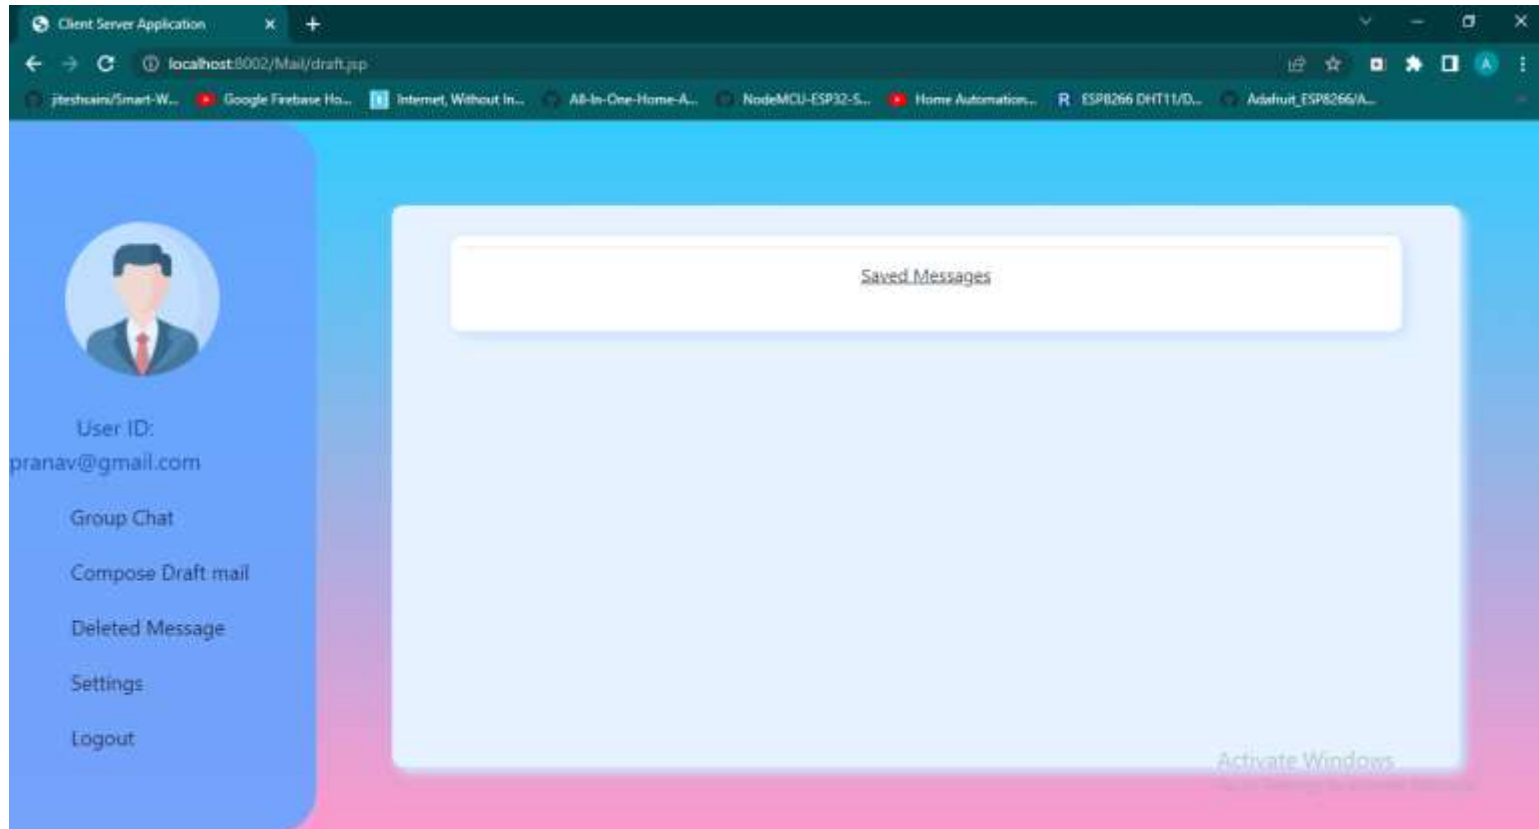 Client Server Application
localhost:8002/Mail/draft.jsp
jiteshsaini/Smart-W...
Google Firebase Ho...
Internet, Without In...
All-In-One-Home-A...
NodeMCU-ESP32-S...
Home Automation...
R ESP8266 DHT11/D...
Adafruit_ESP8266/A...
A
Saved Messages
User ID:
pranav@gmail.com
Group Chat
Compose Draft mail
Deleted Message
Settings
Logout
Activate Windows